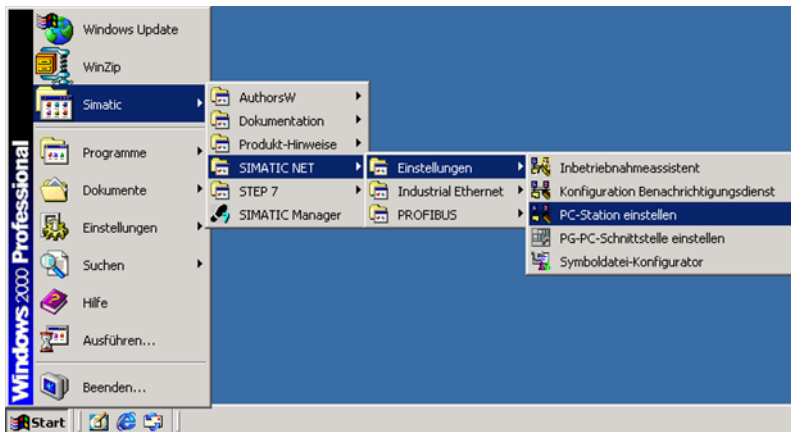 Windows 2000 Professional
Windows Update
WinZip
Simatic
Programme
Dokumente
Einstellungen
Suchen
Hilfe
Ausführen...
Beenden...
AuthorsW
Dokumentation
Produkt-Hinweise
SIMATIC NET
STEP 7
SIMATIC Manager
Einstellungen
Industrial Ethernet
PROFIBUS
Inbetriebnahmeassistent
Konfiguration Benachrichtigungsdienst
PC-Station einstellen
PG-PC-Schnittstelle einstellen
Symboldatei-Konfigurator
Start